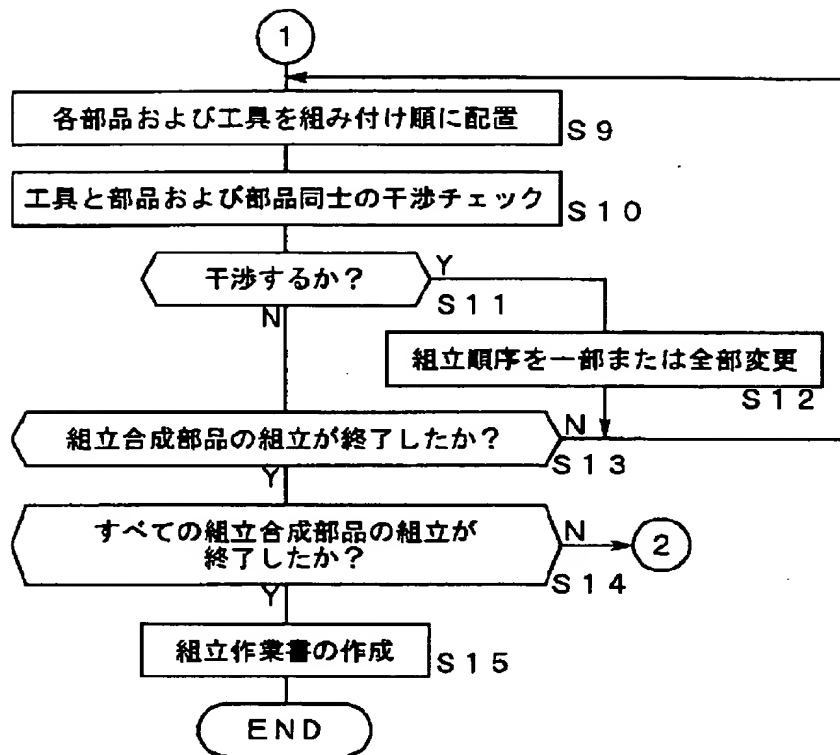 1
各部品および工具を組み付け順に配置
S9
工具と部品および部品同士の干渉チェック
S10
干渉するか？
Y
S11
N
組立順序を一部または全部変更
S12
組立合成部品の組立が終了したか？
N
S13
Y
すべての組立合成部品の組立が
終了したか？
N
2
S14
Y
組立作業書の作成
S15
END